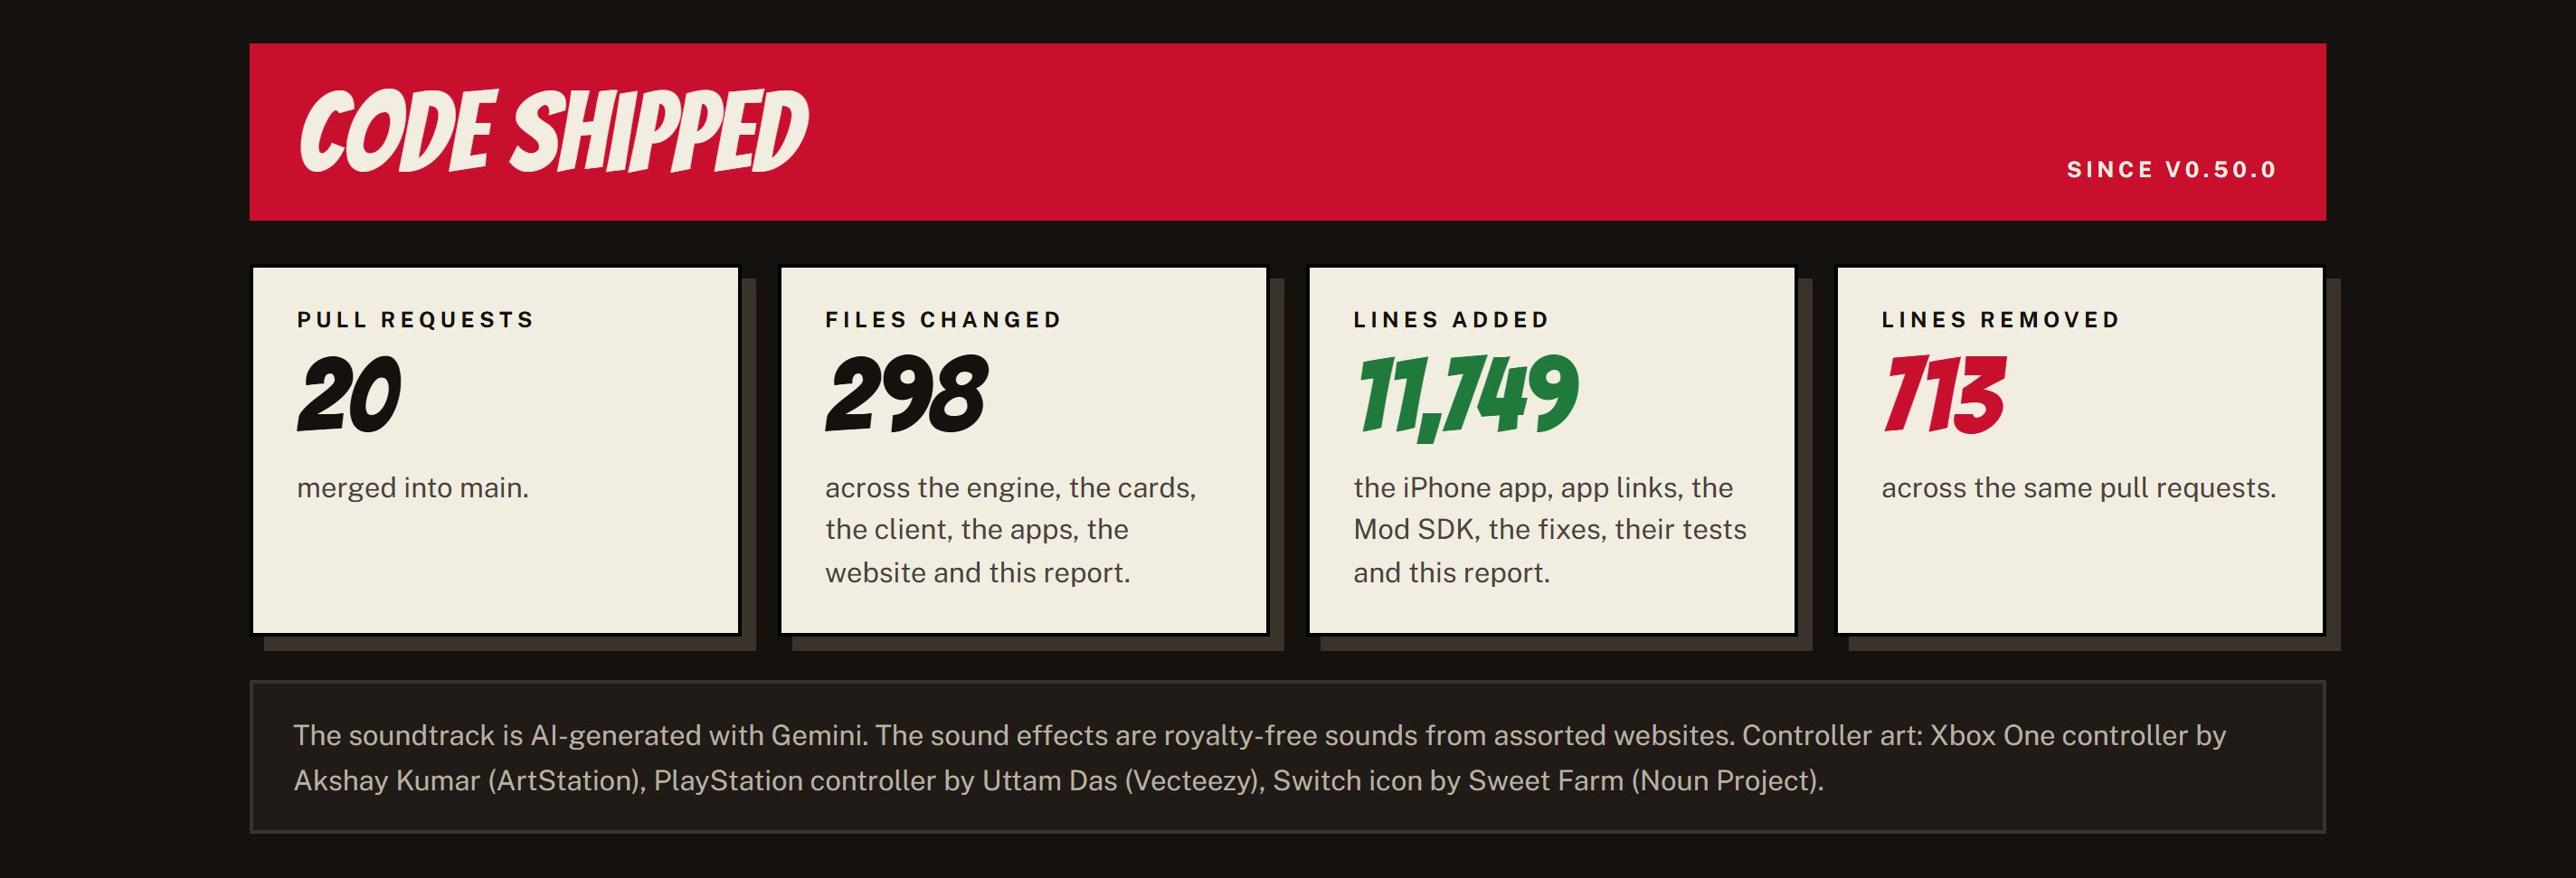 CODE SHIPPED
SINCE V0.50.0
PULL REQUESTS
20
merged into main.
FILES CHANGED
298
across the engine, the cards,
the client, the apps, the
website and this report.
LINES ADDED
11,749
the iPhone app, app links, the
Mod SDK, the fixes, their tests
and this report.
LINES REMOVED
713
across the same pull requests.
The soundtrack is AI-generated with Gemini. The sound effects are royalty-free sounds from assorted websites. Controller art: Xbox One controller by
Akshay Kumar (ArtStation), PlayStation controller by Uttam Das (Vecteezy), Switch icon by Sweet Farm (Noun Project).